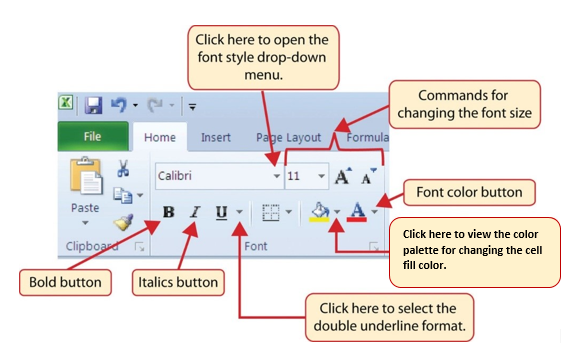 Click here to open the
font style drop-down
menu.
Commands for
changing the font size
File
Home
Insert
Page Layout
Formula
Calibri
11
A
A
Paste
B
I
U
A
Font color button
Click here to view the color
palette for changing the cell
fill color.
Clipboard
Font
Bold button
Italics button
Click here to select the
double underline format.